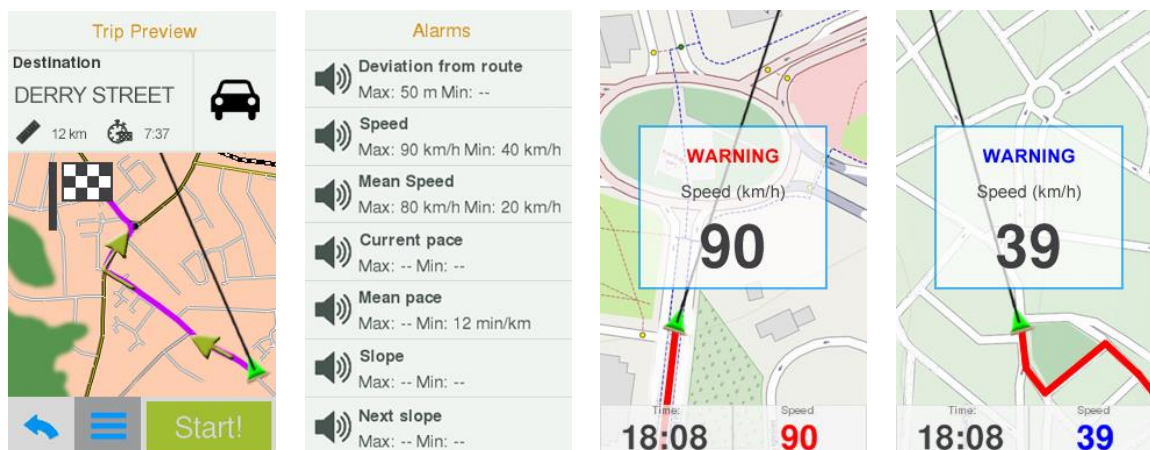 Trip Preview
Destination
DERRY STREET
12 km 7:37
Start!
Alarms
Deviation from route
Max: 50 m Min: --
Speed
Max: 90 km/h Min: 40 km/h
Mean Speed
Max: 80 km/h Min: 20 km/h
Current pace
Max: -- Min: --
Mean pace
Max: -- Min: 12 min/km
Slope
Max: -- Min: --
Next slope
Max: -- Min: --
WARNING
Speed (km/h)
90
Time: Speed
18:08 90
WARNING
Speed (km/h)
39
Time: Speed
18:08 39